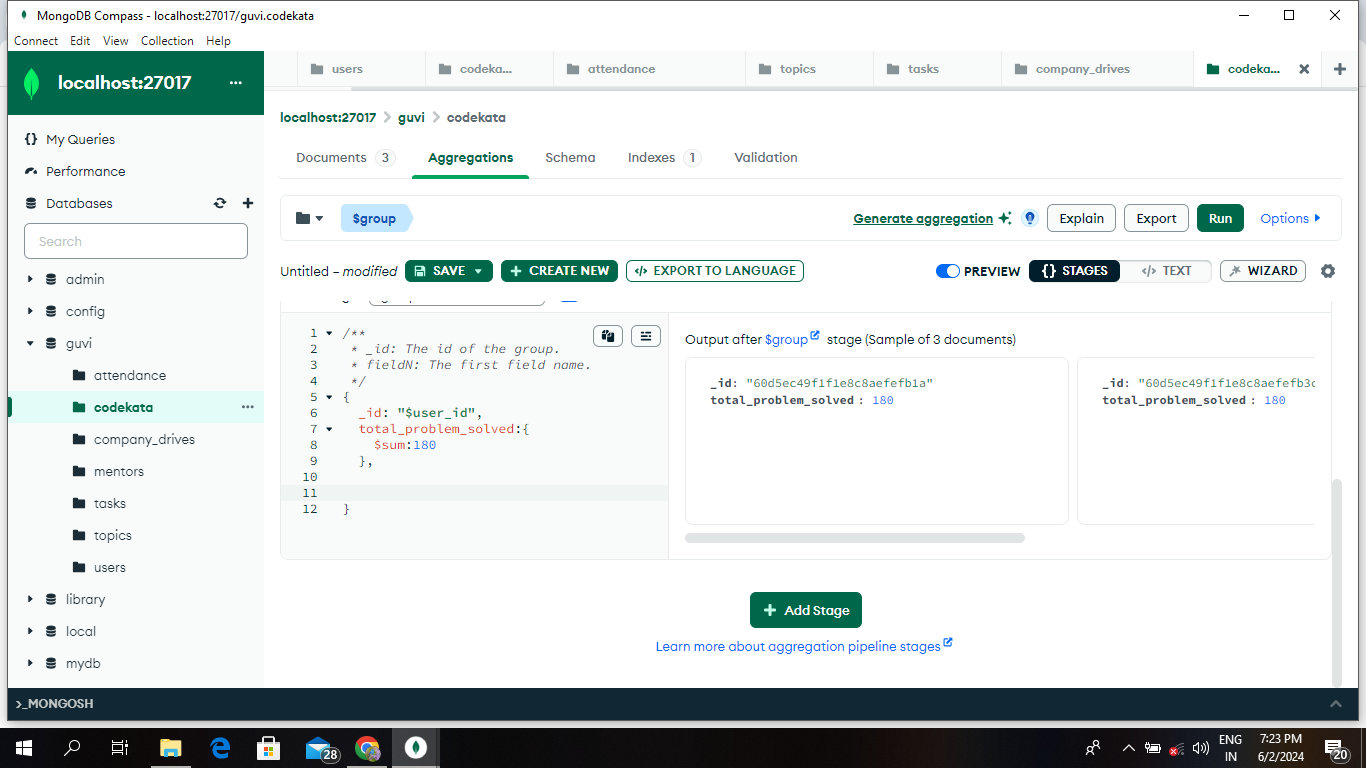 MongoDB Compass - localhost:27017/guvi.codekata
Connect Edit View Collection Help
localhost:27017 ...
users codeka... attendance topics tasks company_drives codeka...
My Queries
Performance
Databases
Search
admin
config
guvi
attendance
codekata ...
company_drives
mentors
tasks
topics
users
library
local
mydb
localhost:27017 > guvi > codekata
Documents 3 Aggregations Schema Indexes 1 Validation
$group Generate aggregation Explain Export Run Options
Untitled – modified SAVE + CREATE NEW </> EXPORT TO LANGUAGE PREVIEW {} STAGES </> TEXT WIZARD
1 /**
2 * _id: The id of the group.
3 * fieldN: The first field name.
4 */
5 {
6 _id: "$user_id",
7 total_problem_solved:{
8 $sum:180
9 },
10
11
12 }
Output after $group stage (Sample of 3 documents)
_id: "60d5ec49f1f1e8c8aefefb1a"
total_problem_solved : 180
_id: "60d5ec49f1f1e8c8aefefb3c
total_problem_solved : 180
+ Add Stage
Learn more about aggregation pipeline stages
>_MONGOSH
28
ENG
IN
7:23 PM
6/2/2024
20